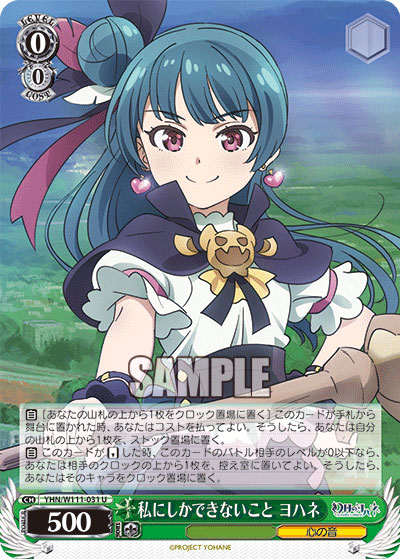 LEVEL
0
0
COST
SAMPLE
自[あなたの山札の上から1枚をクロック置場に置く]このカードが手札から
舞台に置かれた時、あなたはコストを払ってよい。そうしたら、あなたは自分
の山札の上から1枚を、ストック置場に置く。
自このカードが した時、このカードのバトル相手のレベルが0以下なら、
あなたは相手のクロックの上から1枚を、控え室に置いてよい。そうしたら、
あなたはそのキャラをクロック置場に置く。
CH YHN/W111-031 U
私にしかできないこと ヨハネ
500
心の音
©PROJECT YOHANE